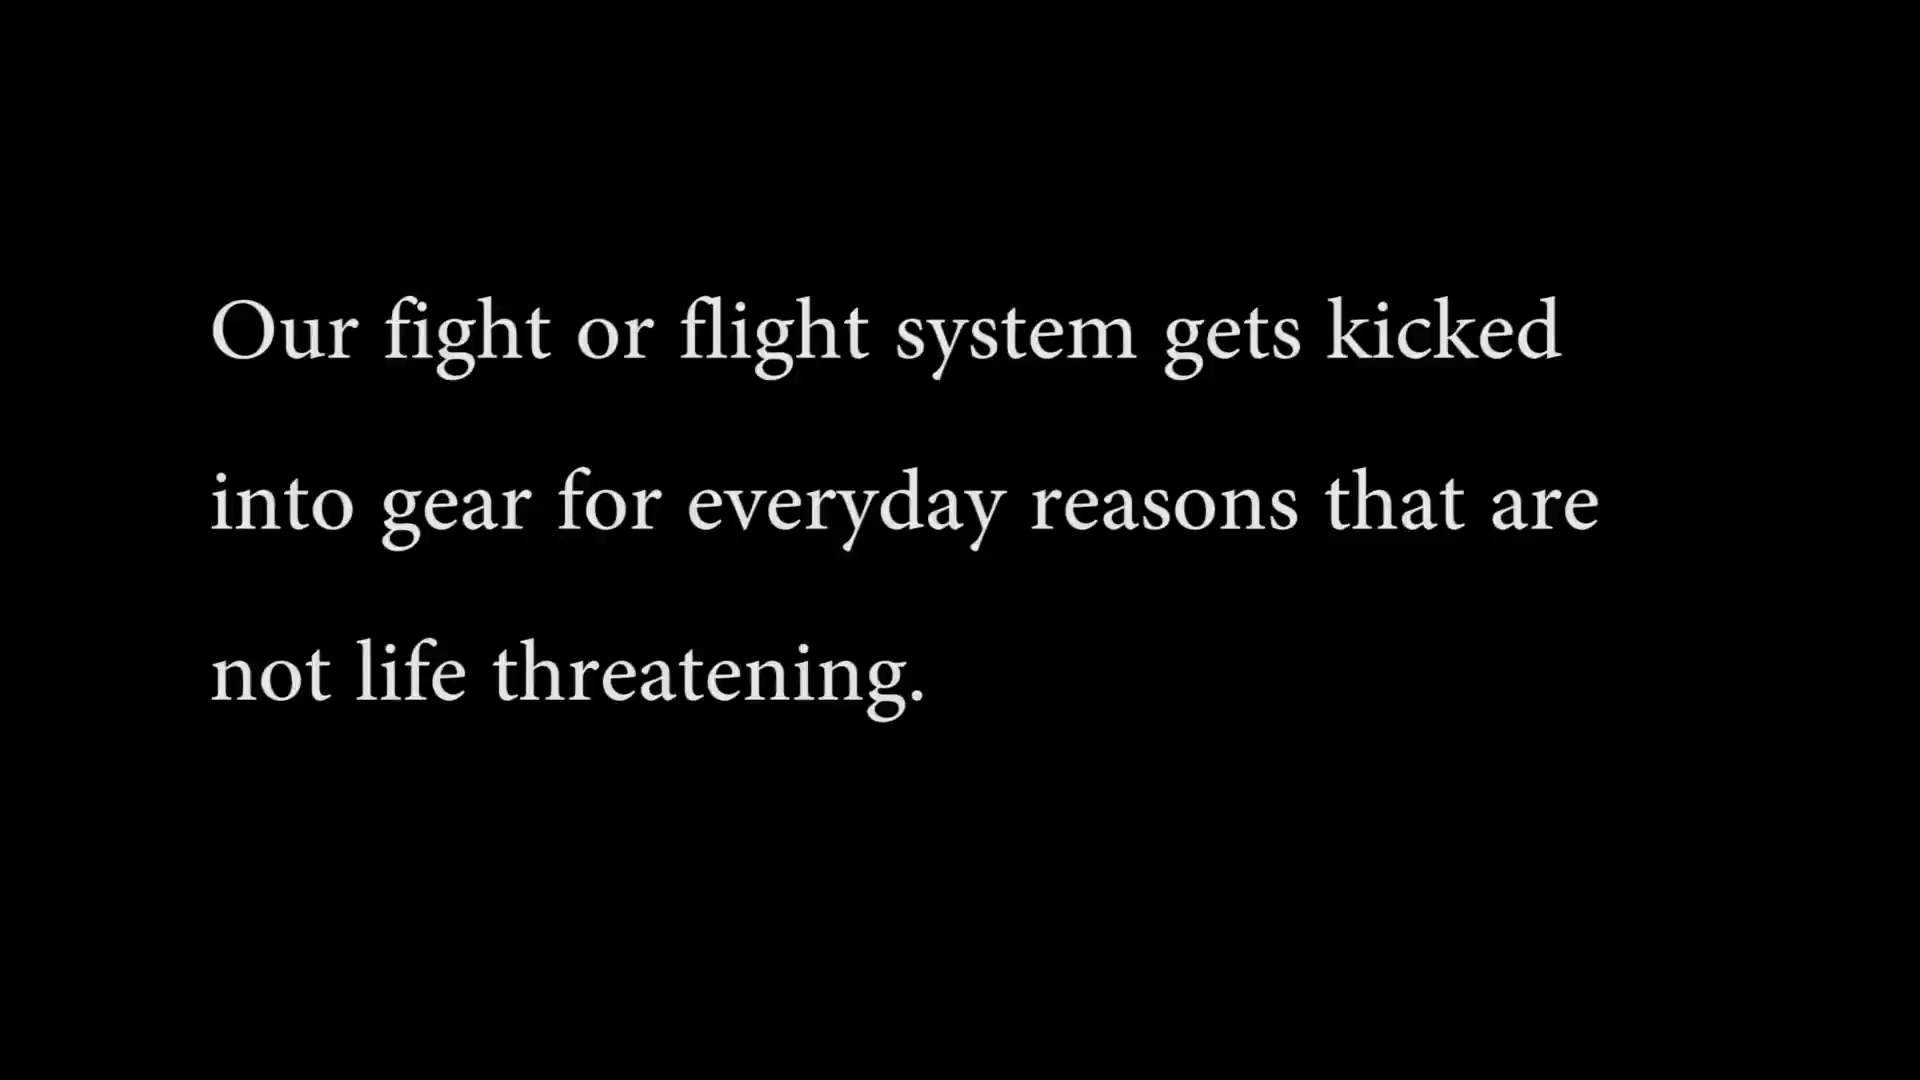 Our fight or flight system gets kicked
into gear for everyday reasons that are
not life threatening.